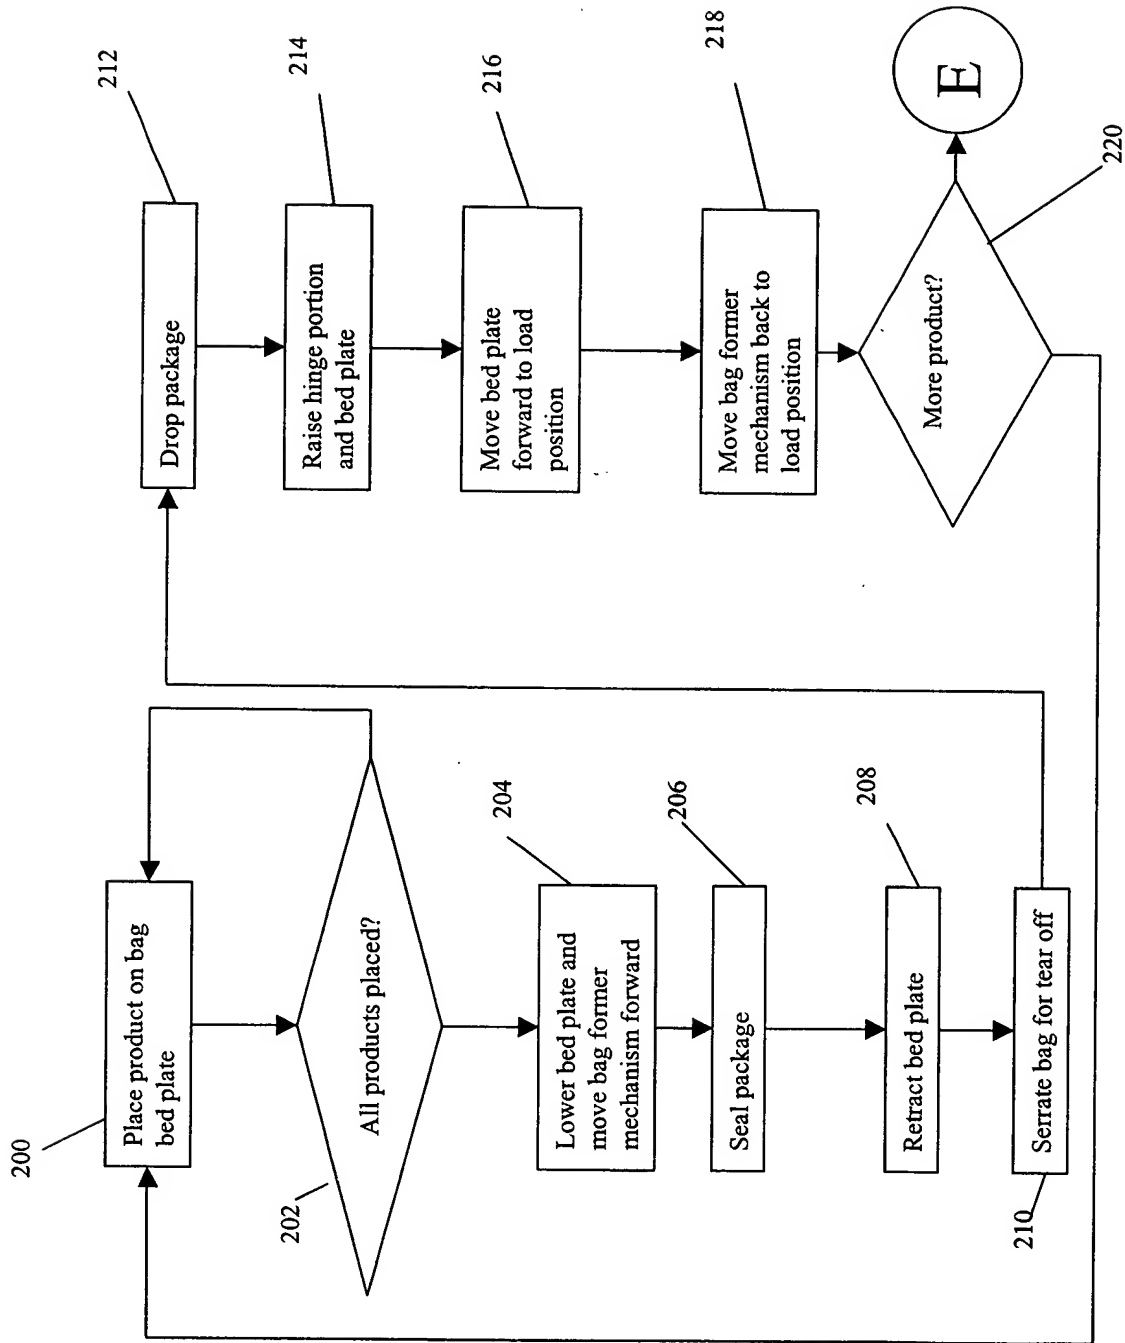 200
Place product on bag
bed plate
202
All products placed?
204
Lower bed plate and
move bag former
mechanism forward
206
Seal package
208
Retract bed plate
210
Serrate bag for tear off
212
Drop package
214
Raise hinge portion
and bed plate
216
Move bed plate
forward to load
position
218
Move bag former
mechanism back to
load position
220
More product?
E